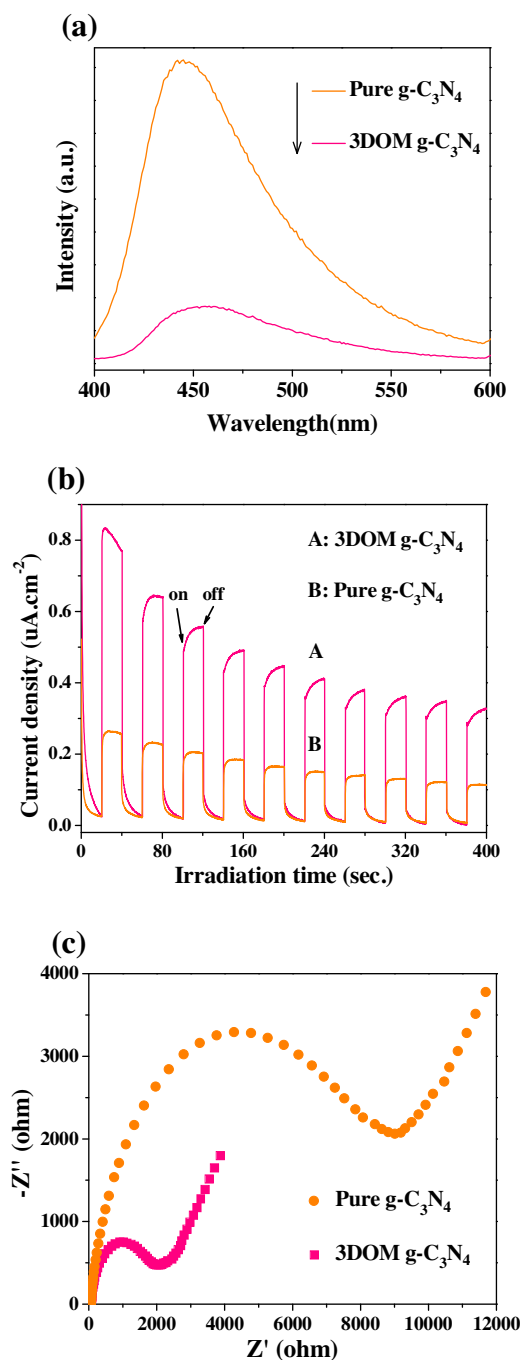 (a)
Pure g-C₃N₄
3DOM g-C₃N₄
Intensity (a.u.)
400 450 500 550 600
Wavelength(nm)
(b)
0.8
0.6
0.4
0.2
0.0
A: 3DOM g-C₃N₄
B: Pure g-C₃N₄
on off
A
B
Current density (uA.cm⁻²)
0 80 160 240 320 400
Irradiation time (sec.)
(c)
4000
3000
2000
1000
0
-Z'' (ohm)
Pure g-C₃N₄
3DOM g-C₃N₄
0 2000 4000 6000 8000 10000 12000
Z' (ohm)